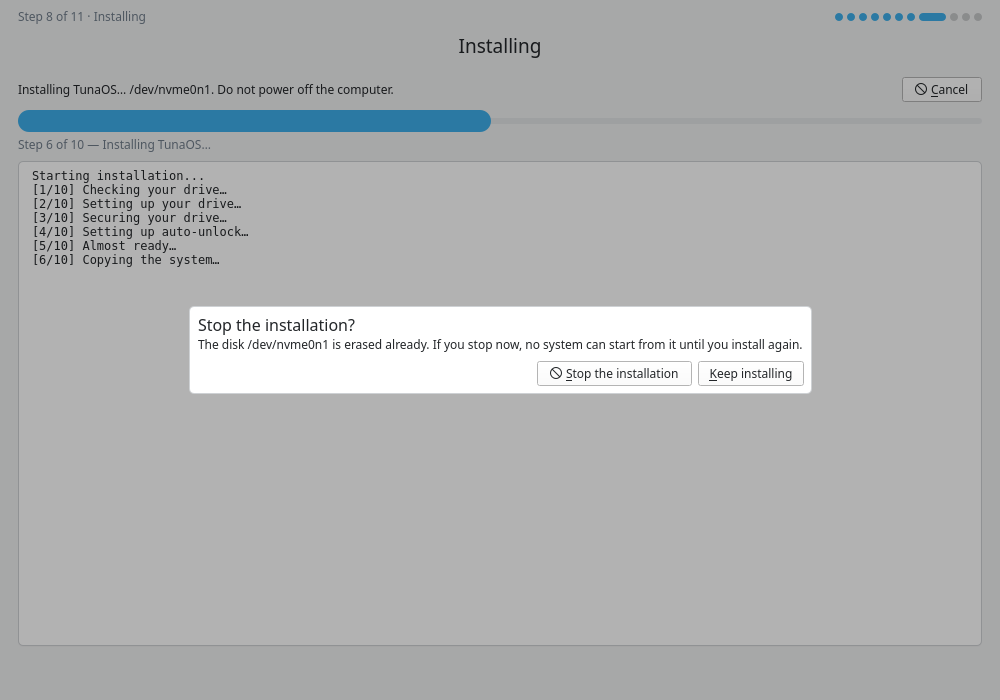 Step 8 of 11 · Installing
Installing
Installing TunaOS... /dev/nvme0n1. Do not power off the computer.
Cancel
Step 6 of 10 — Installing TunaOS...
Starting installation...
[1/10] Checking your drive…
[2/10] Setting up your drive…
[3/10] Securing your drive…
[4/10] Setting up auto-unlock…
[5/10] Almost ready…
[6/10] Copying the system…
Stop the installation?
The disk /dev/nvme0n1 is erased already. If you stop now, no system can start from it until you install again.
Stop the installation
Keep installing